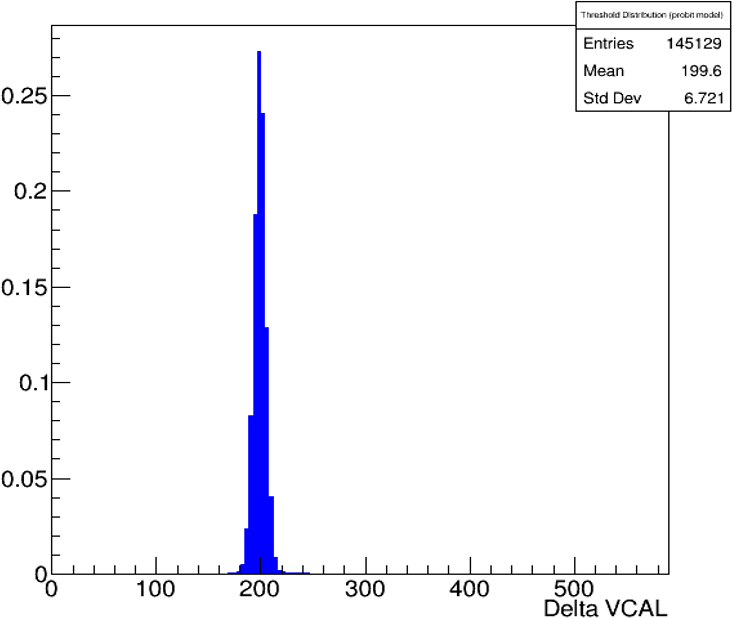 Threshold Distribution (probit model)
Entries 145129
Mean 199.6
Std Dev 6.721
0.25
0.2
0.15
0.1
0.05
0
0 100 200 300 400 500
Delta VCAL